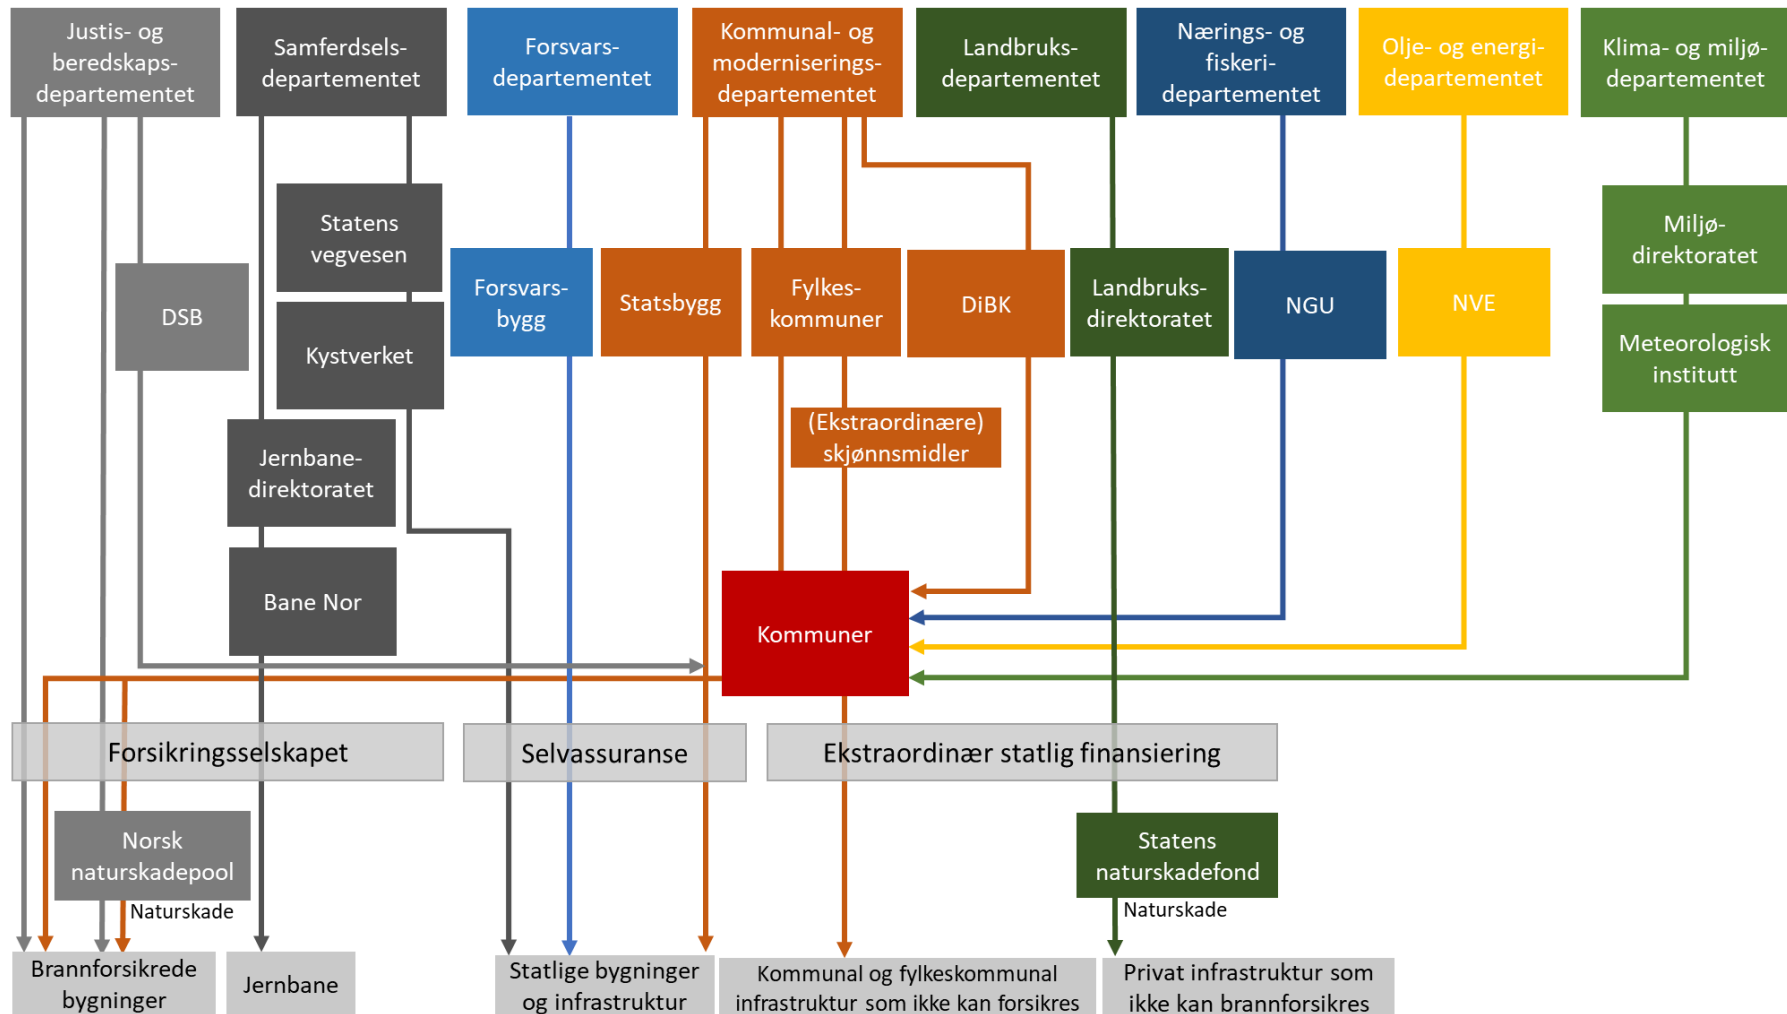 Justis- og
beredskaps-
departementet
Samferdsels-
departementet
Forsvars-
departementet
Kommunal- og
moderniserings-
departementet
Landbruks-
departementet
Nærings- og
fiskeri-
departementet
Olje- og energi-
departementet
Klima- og miljø-
departementet
Statens
vegvesen
Miljø-
direktoratet
DSB
Forsvars-
bygg
Statsbygg
Fylkes-
kommuner
DiBK
Landbruks-
direktoratet
NGU
NVE
Kystverket
Meteorologisk
institutt
(Ekstraordinære)
skjønnsmidler
Jernbane-
direktoratet
Bane Nor
Kommuner
Forsikringsselskapet
Selvassuranse
Ekstraordinær statlig finansiering
Norsk
naturskadepool
Naturskade
Statens
naturskadefond
Naturskade
Brannforsikrede
bygninger
Jernbane
Statlige bygninger
og infrastruktur
Kommunal og fylkeskommunal
infrastruktur som ikke kan forsikres
Privat infrastruktur som
ikke kan brannforsikres